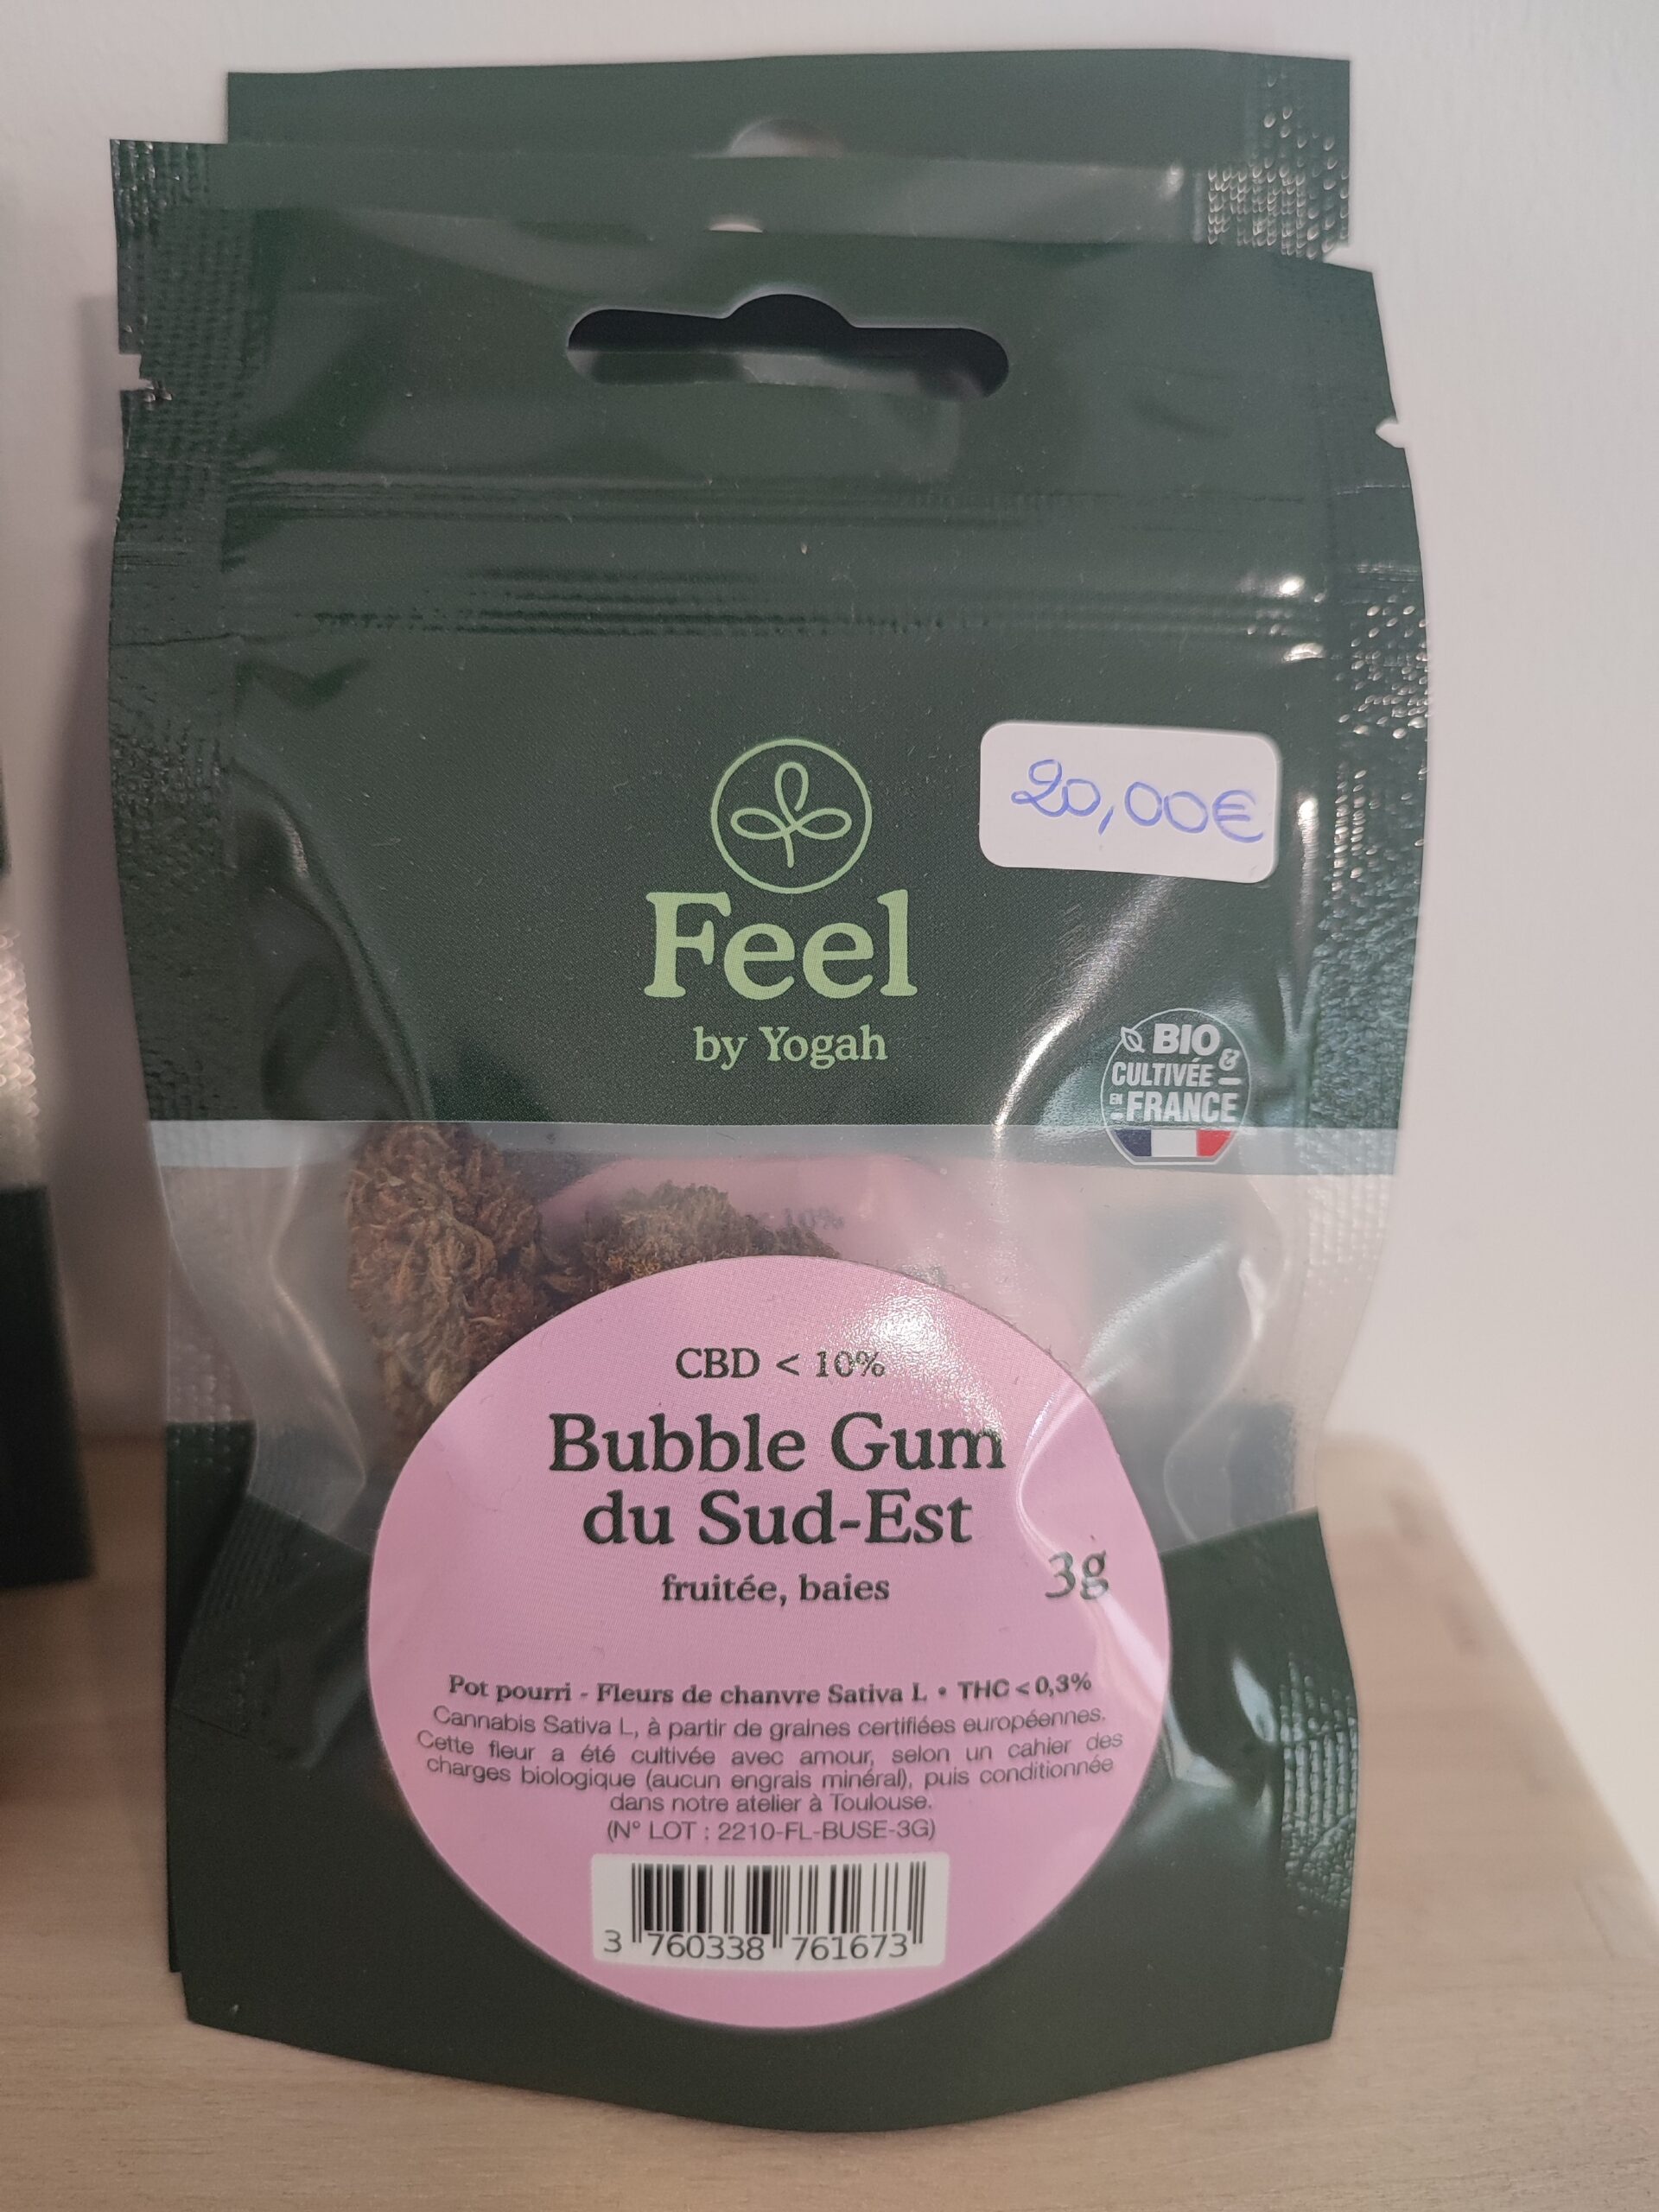 20,00€
Feel
by Yogah
BIO &
CULTIVÉE
EN FRANCE
10%
CBD < 10%
Bubble Gum
du Sud-Est
fruitée, baies
3g
Pot pourri - Fleurs de chanvre Sativa L • THC < 0,3%
Cannabis Sativa L, à partir de graines certifiées européennes.
Cette fleur a été cultivée avec amour, selon un cahier des
charges biologique (aucun engrais minéral), puis conditionnée
dans notre atelier à Toulouse.
(N° LOT : 2210-FL-BUSE-3G)
3 760338 761673